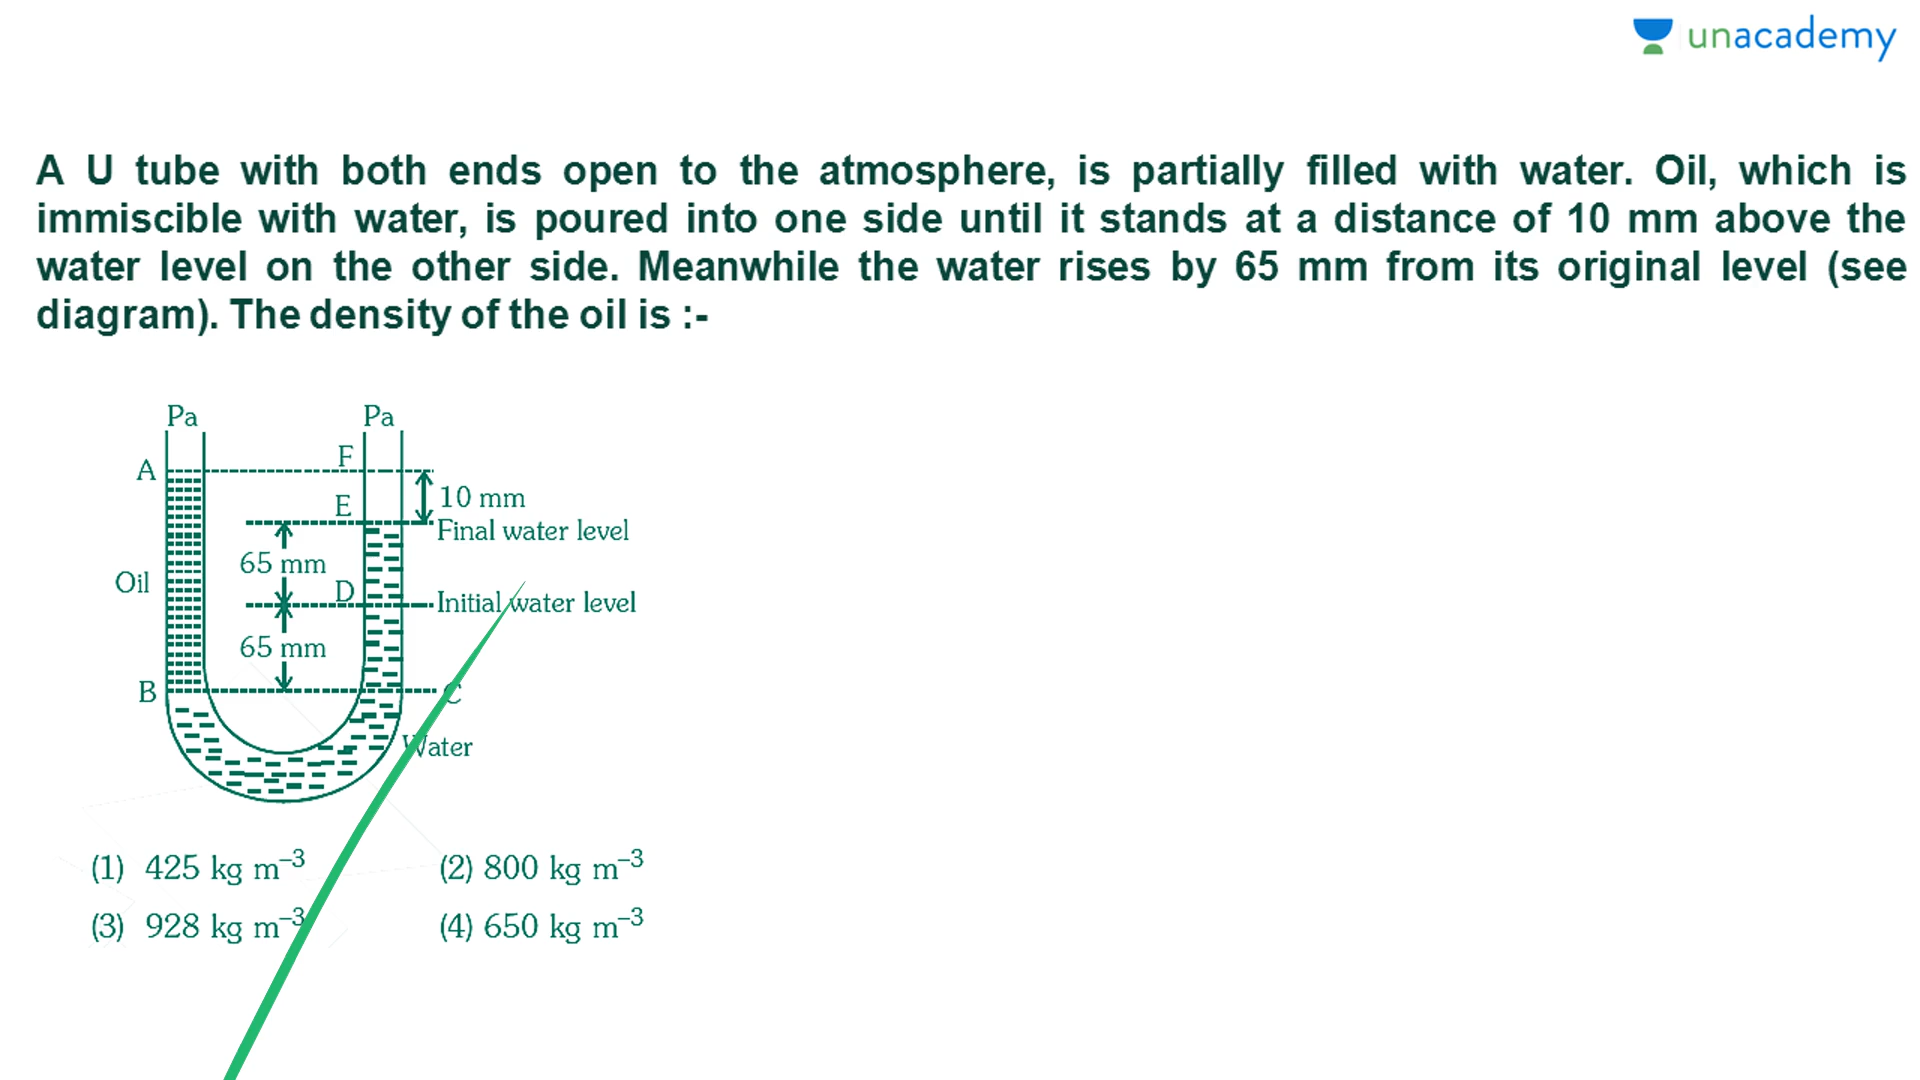 unacademy
A U tube with both ends open to the atmosphere, is partially filled with water. Oil, which is
immiscible with water, is poured into one side until it stands at a distance of 10 mm above the
water level on the other side. Meanwhile the water rises by 65 mm from its original level (see
diagram). The density of the oil is :-
Pa Pa
F
A
10 mm
E
Final water level
65 mm
Oil
D
Initial water level
65 mm
B
C
Water
(1) 425 kg m⁻³ (2) 800 kg m⁻³
(3) 928 kg m⁻³ (4) 650 kg m⁻³